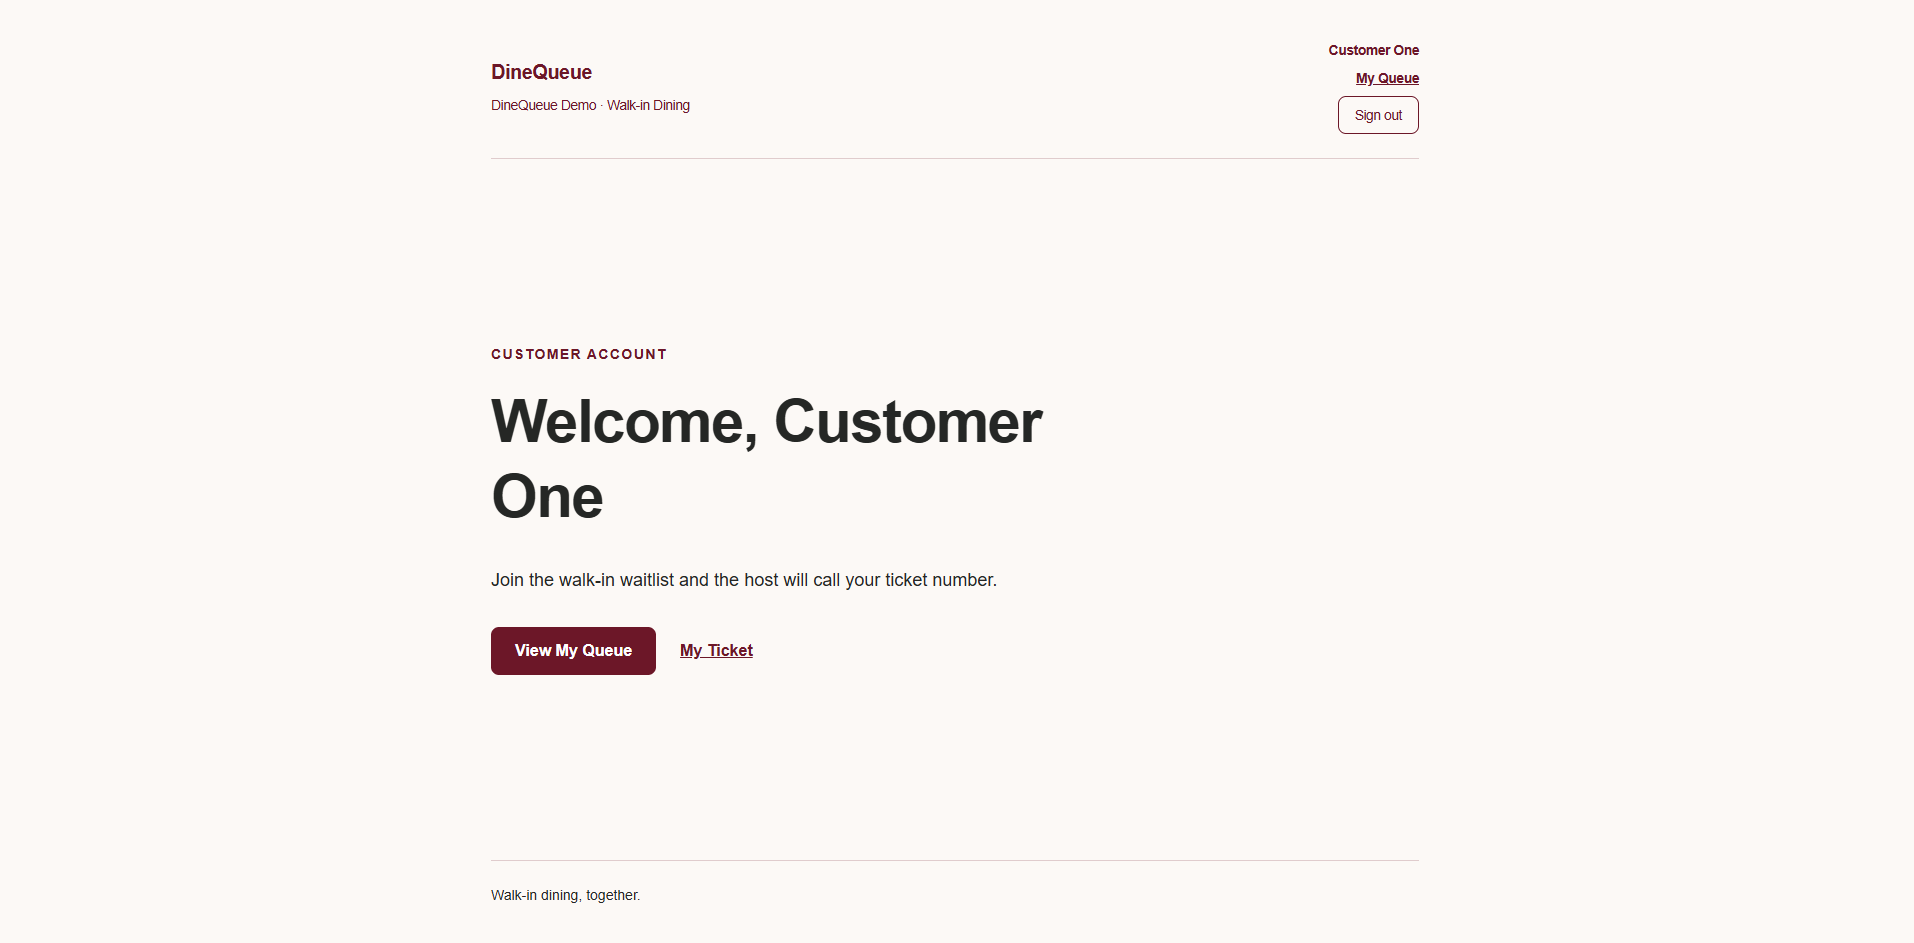 DineQueue
DineQueue Demo · Walk-in Dining
Customer One
My Queue
Sign out
CUSTOMER ACCOUNT
Welcome, Customer
One
Join the walk-in waitlist and the host will call your ticket number.
View My Queue
My Ticket
Walk-in dining, together.